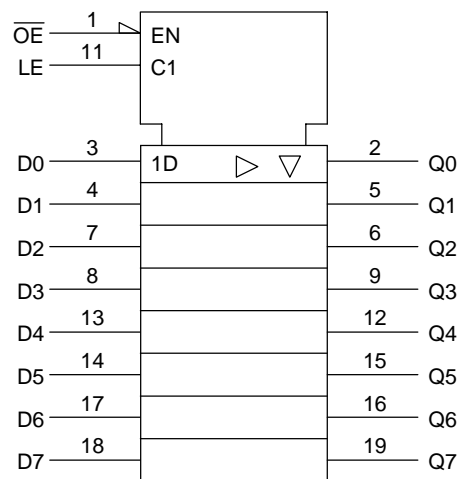 1
O̅E̅ EN
11
LE C1
3 2
D0 1D Q0
4 5
D1 Q1
7 6
D2 Q2
8 9
D3 Q3
13 12
D4 Q4
14 15
D5 Q5
17 16
D6 Q6
18 19
D7 Q7